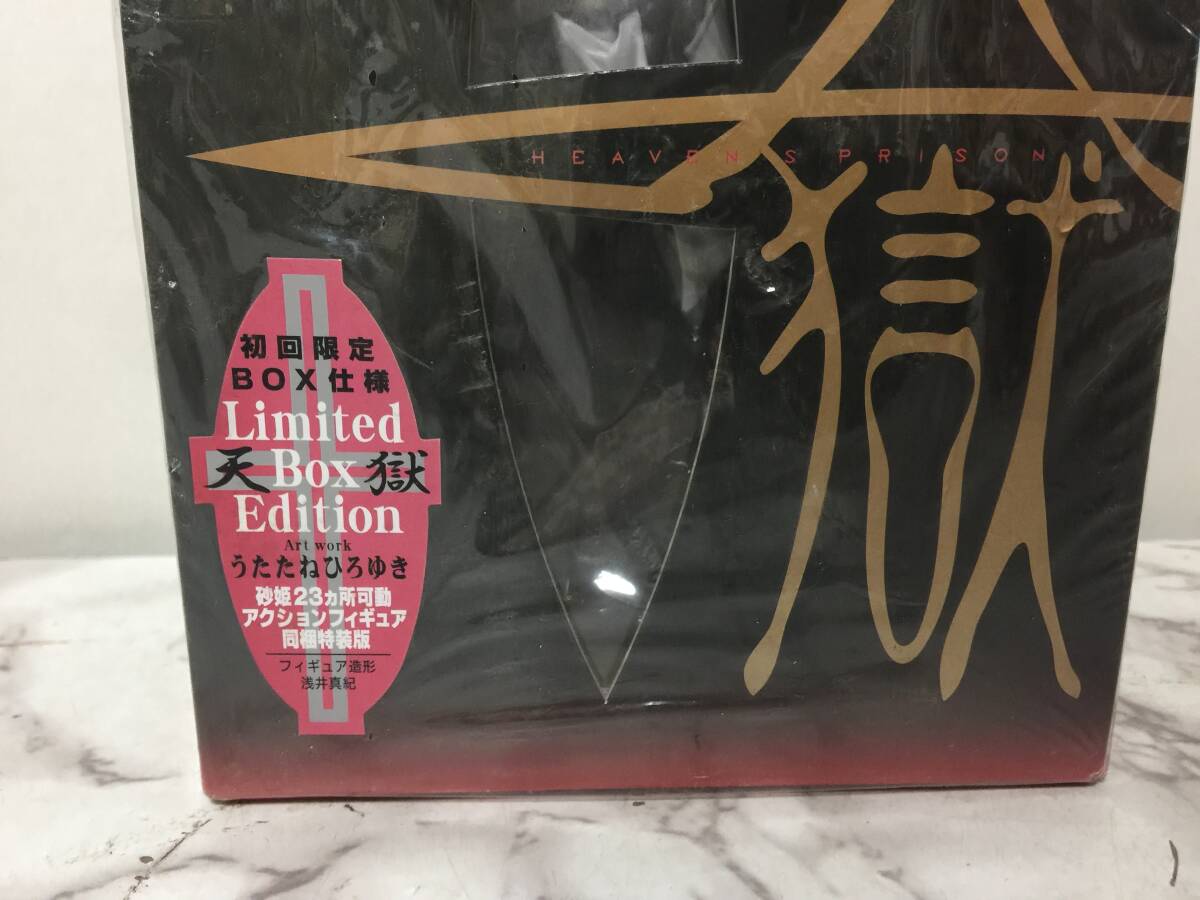 HEAVEN'S PRISON
天獄
初回限定
BOX仕様
Limited
天 Box 獄
Edition
Art work
うたたねひろゆき
砂姫23ヵ所可動
アクションフィギュア
同梱特装版
フィギュア造形
浅井真紀